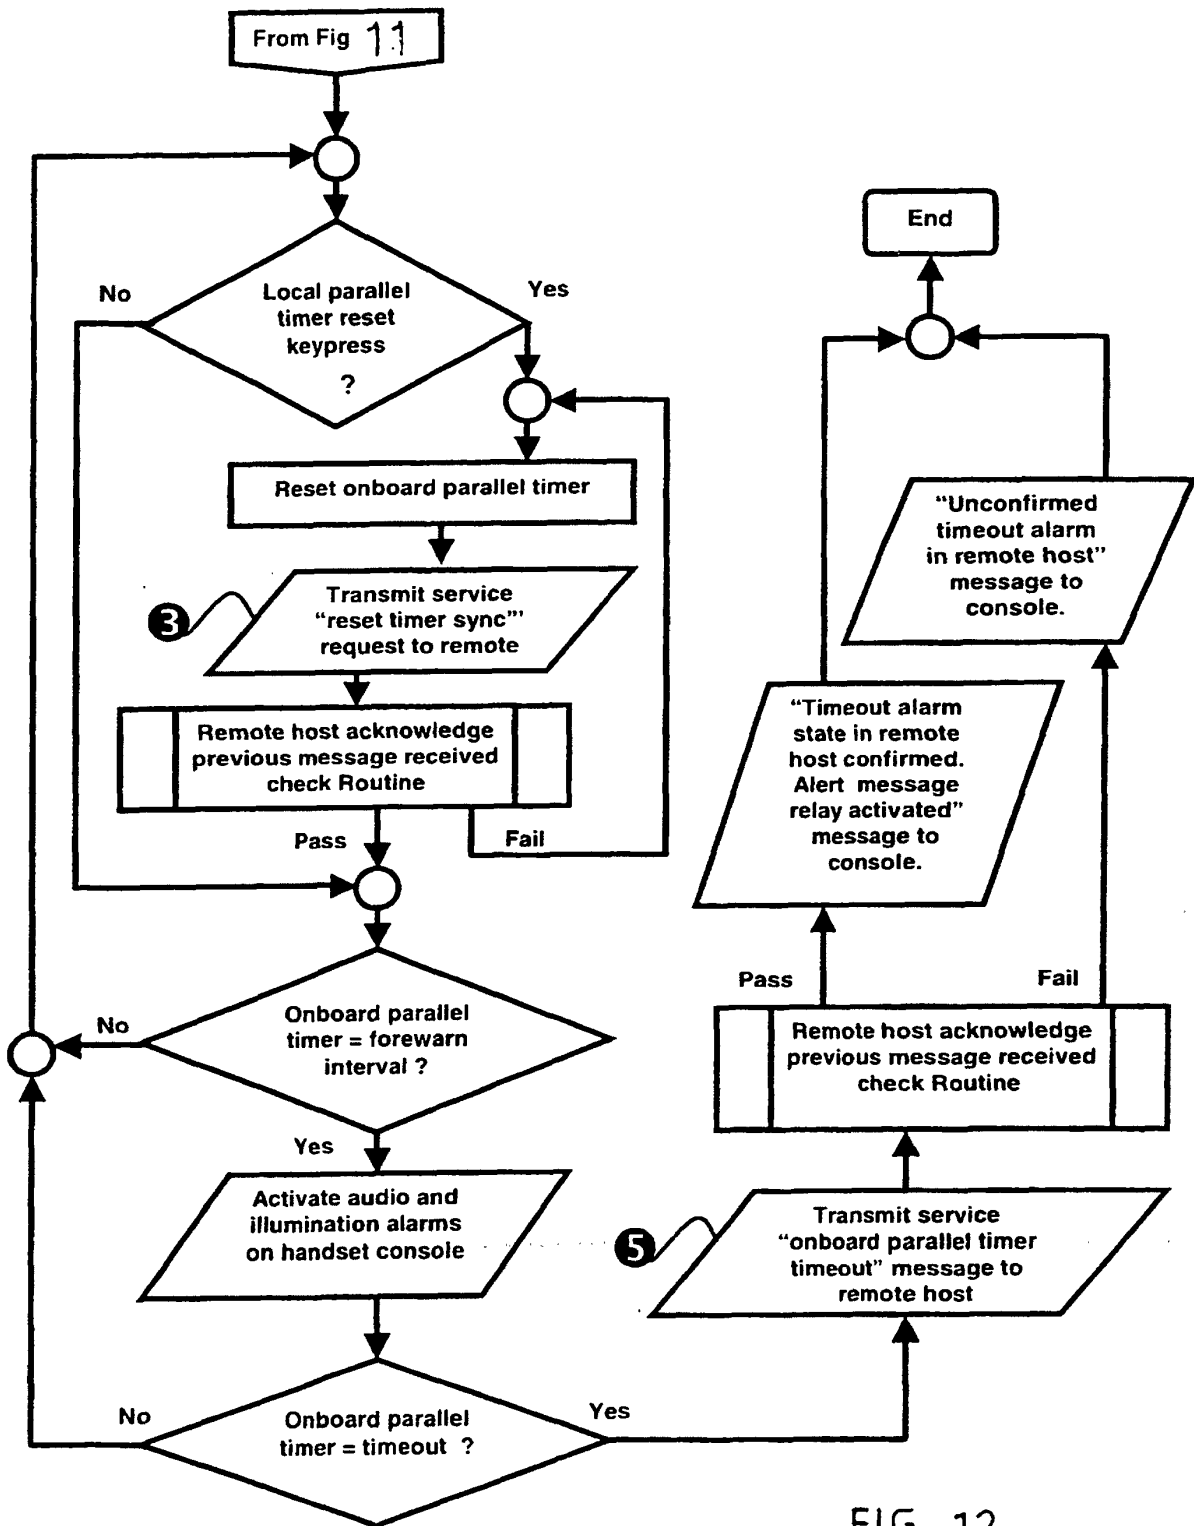 From Fig 11
No
Yes
Local parallel
timer reset
keypress
?
Reset onboard parallel timer
3
Transmit service
“reset timer sync”’
request to remote
Remote host acknowledge
previous message received
check Routine
Pass
Fail
Onboard parallel
timer = forewarn
interval ?
No
Yes
Activate audio and
illumination alarms
on handset console
No
Yes
Onboard parallel
timer = timeout ?
5
Transmit service
“onboard parallel timer
timeout” message to
remote host
Remote host acknowledge
previous message received
check Routine
Pass
Fail
“Timeout alarm
state in remote
host confirmed.
Alert message
relay activated”
message to
console.
“Unconfirmed
timeout alarm
in remote host”
message to
console.
End
FIG. 12